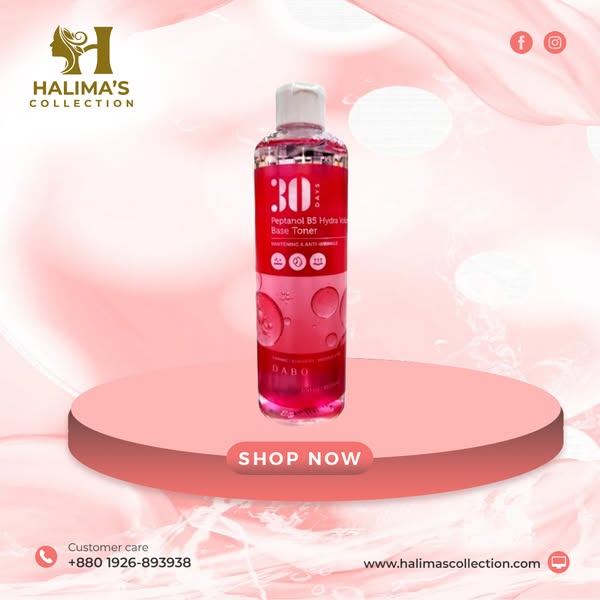 HALIMA'S
COLLECTION
30
DAYS
Peptanol B5 Hydra
Base Toner
WHITENING & ANTI-WRINKLE
DABO
SHOP NOW
Customer care
+880 1926-893938
www.halimascollection.com